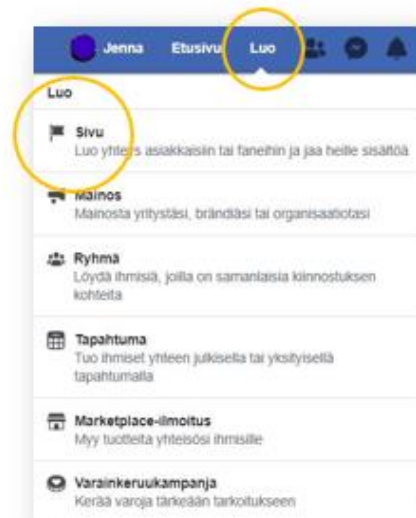 Jenna Etusivu Luo
Luo
Sivu
Luo yhteys asiakkaisiin tai faneihin ja jaa heille sisältöä
Mainos
Mainosta yritystäsi, brändiäsi tai organisaatiotasi
Ryhmä
Löydä ihmisiä, joilla on samanlaisia kiinnostuksen
kohteita
Tapahtuma
Tuo ihmiset yhteen julkisella tai yksityisellä
tapahtumalla
Marketplace-ilmoitus
Myy tuotteita yhteisösi ihmisille
Varainkeruukampanja
Kerää varoja tärkeään tarkoitukseen